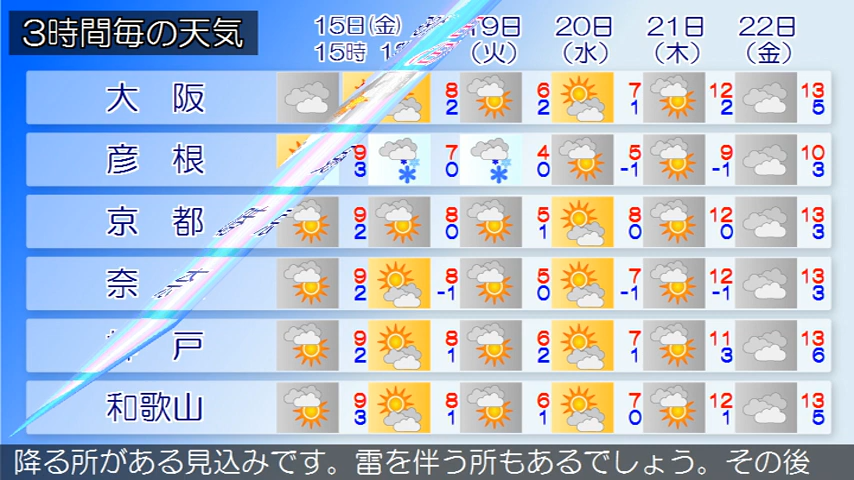 3時間毎の天気
15日(金) 19日 20日 21日 22日
15時 (火) (水) (木) (金)
大阪 8 2 6 2 7 1 12 2 13 5
彦根 9 3 7 0 4 0 5 -1 9 -1 10 3
京都 9 2 8 0 5 1 8 0 12 0 13 3
奈 9 2 8 -1 5 0 7 -1 12 -1 13 3
戸 9 2 8 1 6 2 7 1 11 3 13 6
和歌山 9 3 8 1 6 1 7 0 12 1 13 5
降る所がある見込みです。雷を伴う所もあるでしょう。その後